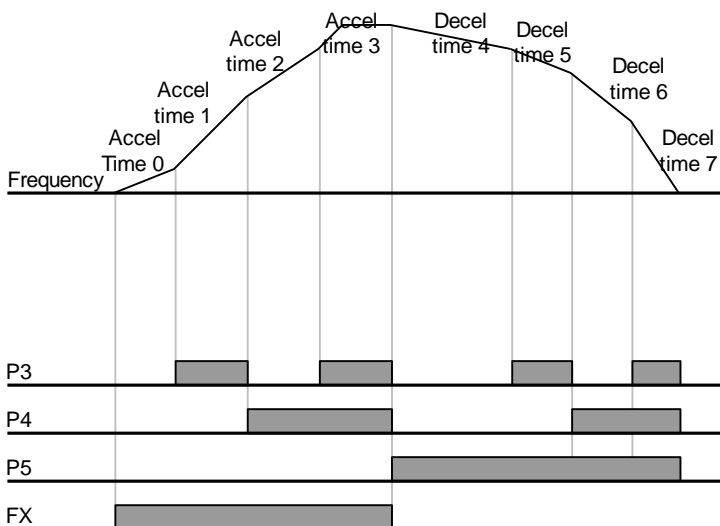 Accel
time 3
Decel
time 4
Decel
time 5
Accel
time 2
Decel
time 6
Accel
time 1
Accel
Time 0
Decel
time 7
Frequency
P3
P4
P5
FX